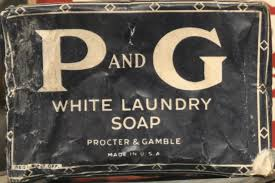 P AND G
WHITE LAUNDRY
SOAP
PROCTER & GAMBLE
MADE IN U.S.A